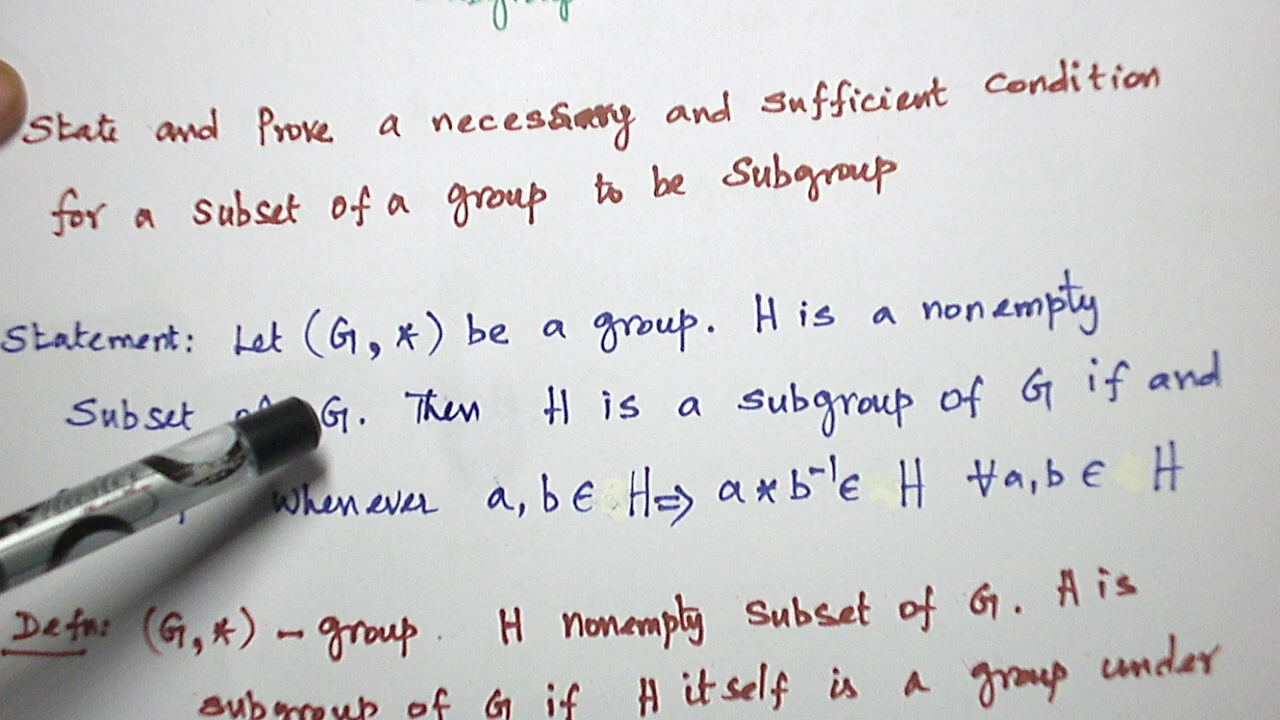 State and Prove a necessary and sufficient condition
for a subset of a group to be Subgroup
Statement: Let (G, *) be a group. H is a nonempty
Subset of G. Then H is a subgroup of G if and
whenever a, b ∈ H ⇒ a * b⁻¹ ∈ H ∀ a, b ∈ H
Defn: (G, *) - group. H nonempty subset of G. H is
subgroup of G if H itself is a group under